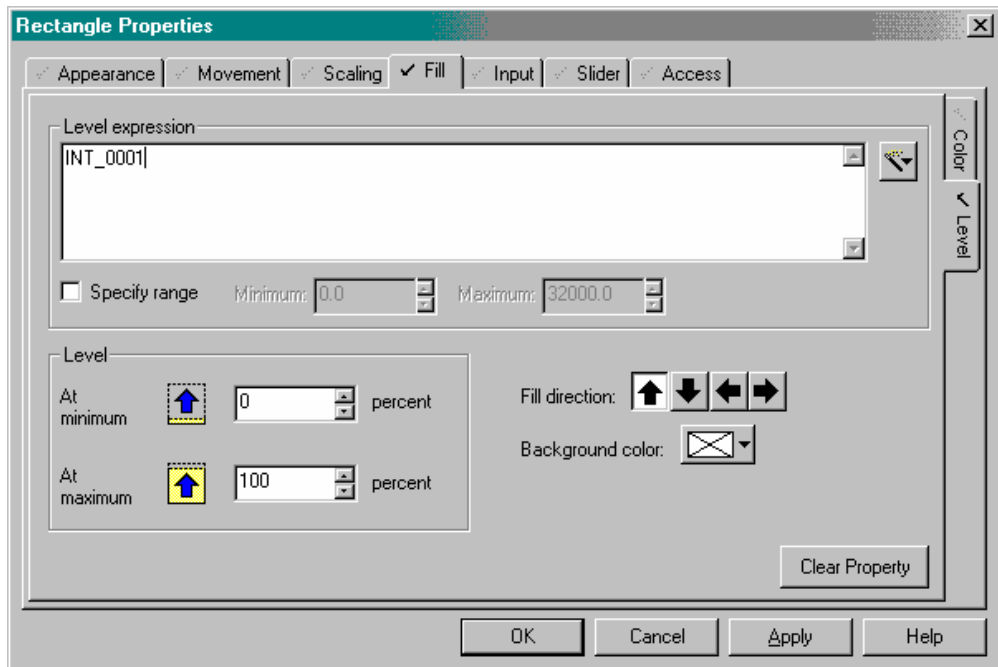 Rectangle Properties
Appearance Movement Scaling Fill Input Slider Access
Color
Level
Level expression
INT_0001
Specify range Minimum: 0.0 Maximum: 32000.0
Level
At minimum 0 percent
At maximum 100 percent
Fill direction:
Background color:
Clear Property
OK Cancel Apply Help